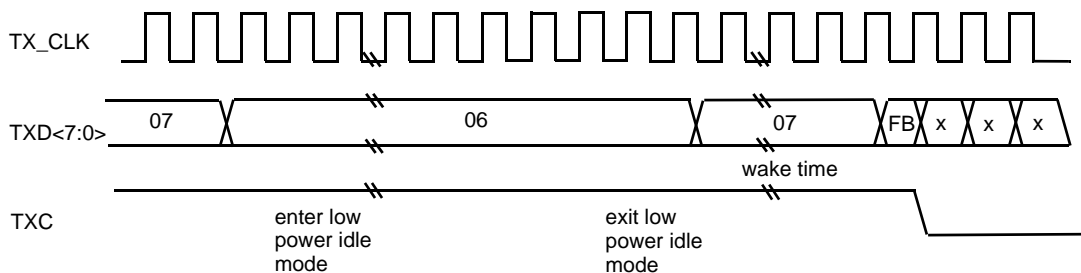 TX_CLK
TXD<7:0>
07
06
07
FB
x
x
x
wake time
TXC
enter low
power idle
mode
exit low
power idle
mode